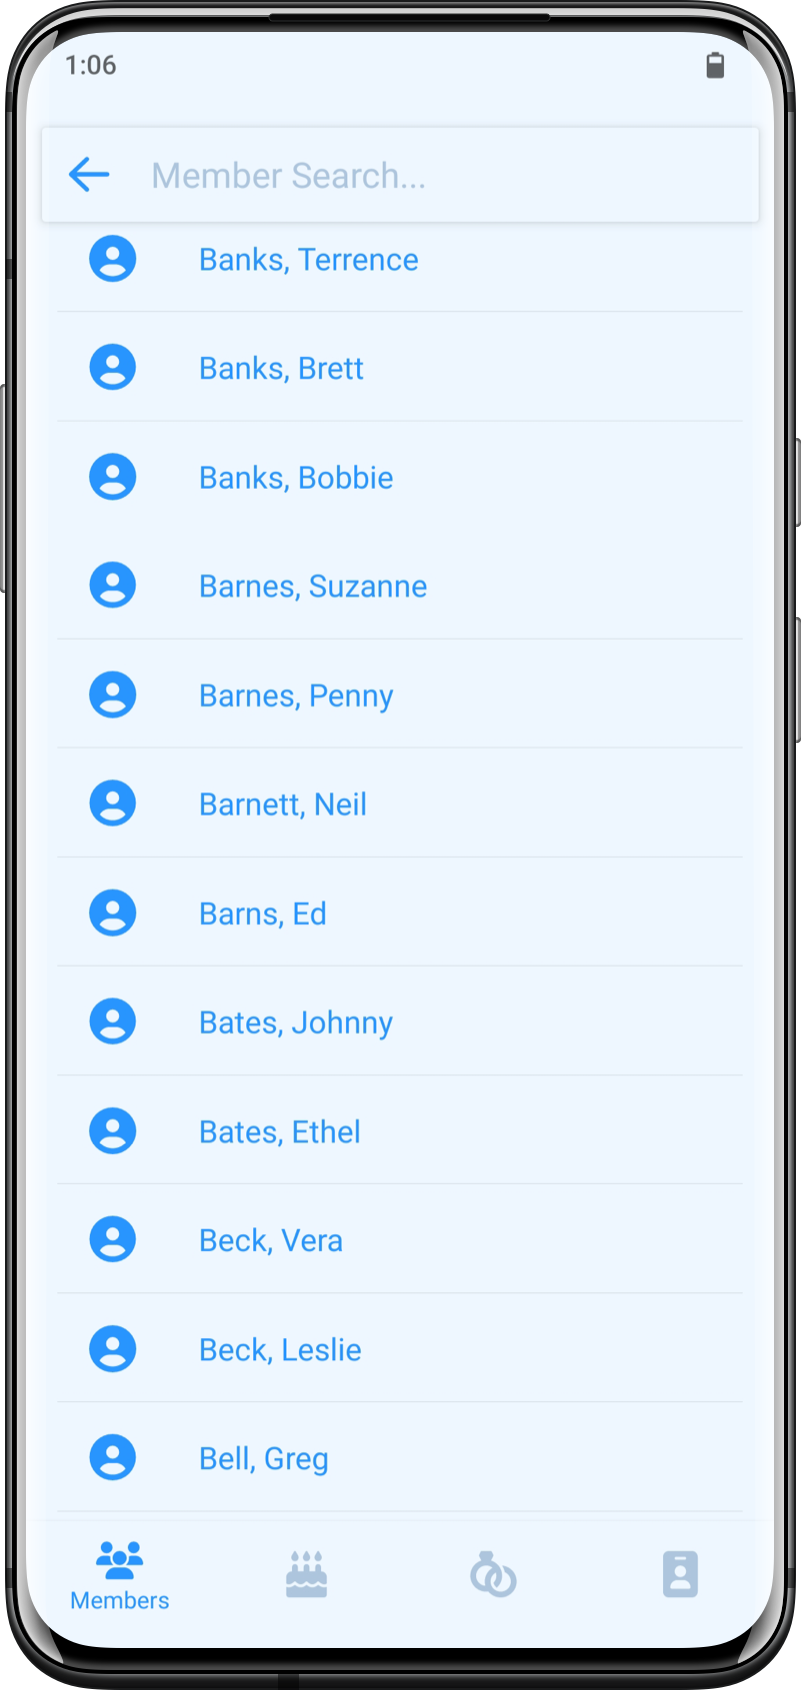 1:06
Member Search...
Banks, Terrence
Banks, Brett
Banks, Bobbie
Barnes, Suzanne
Barnes, Penny
Barnett, Neil
Barns, Ed
Bates, Johnny
Bates, Ethel
Beck, Vera
Beck, Leslie
Bell, Greg
Members